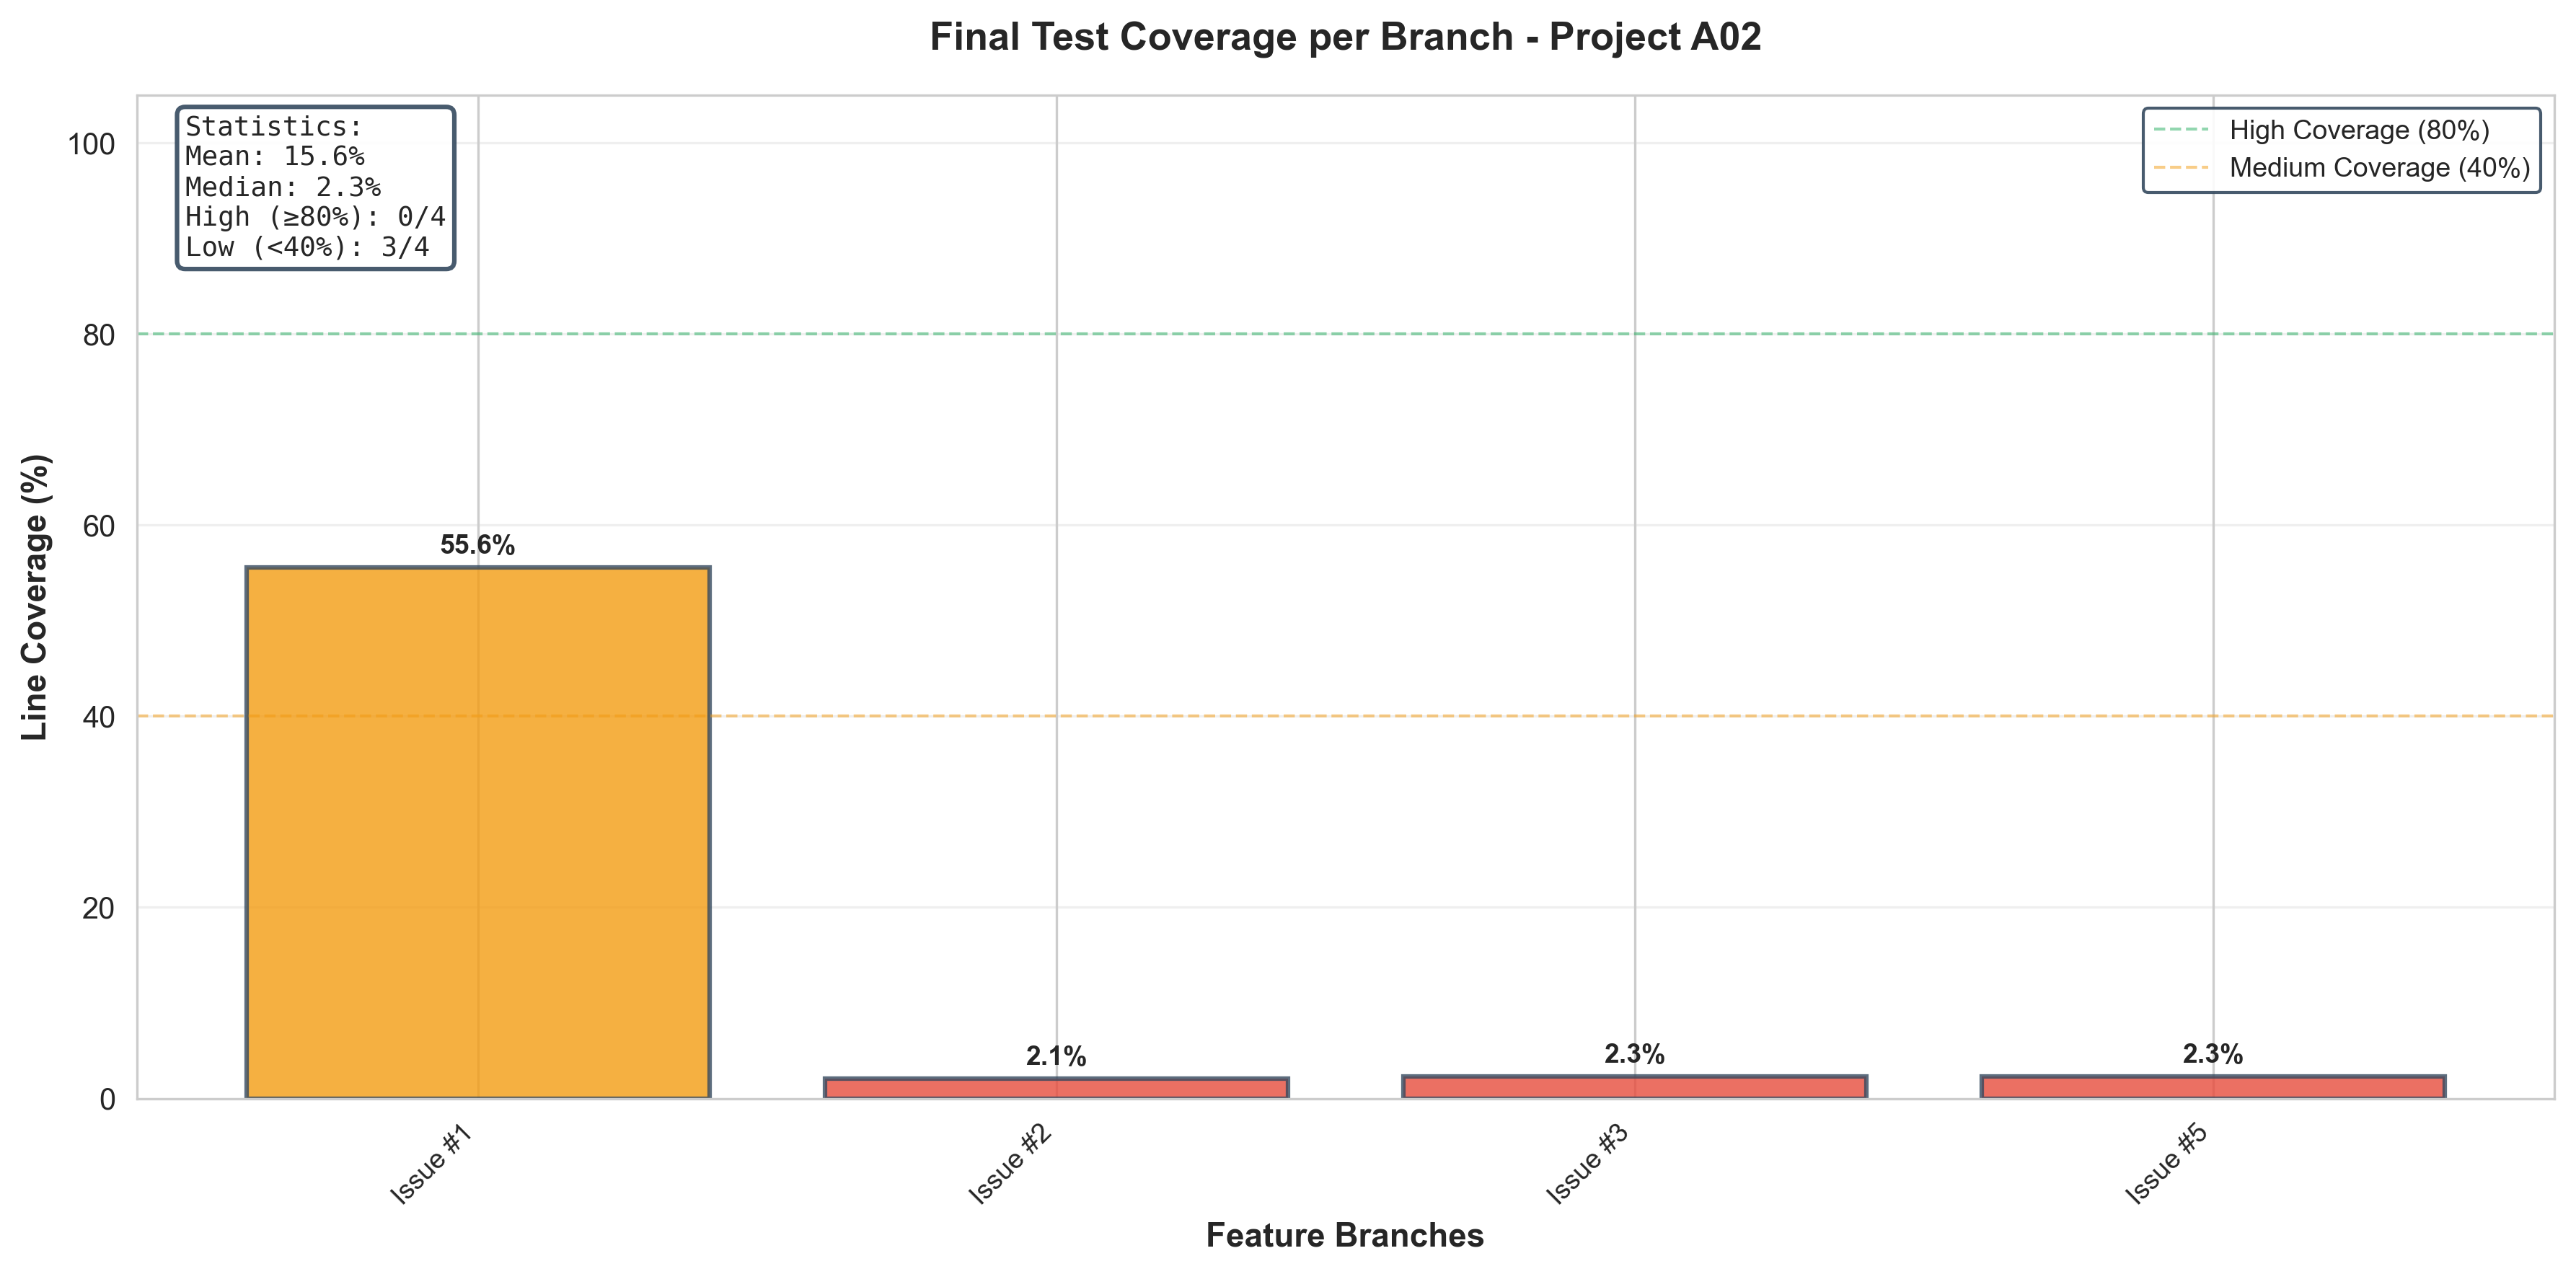 Final Test Coverage per Branch - Project A02
Statistics:
Mean: 15.6%
Median: 2.3%
High (≥80%): 0/4
Low (<40%): 3/4
High Coverage (80%)
Medium Coverage (40%)
Line Coverage (%)
100
80
60
40
20
0
55.6%
2.1%
2.3%
2.3%
Issue #1
Issue #2
Issue #3
Issue #5
Feature Branches